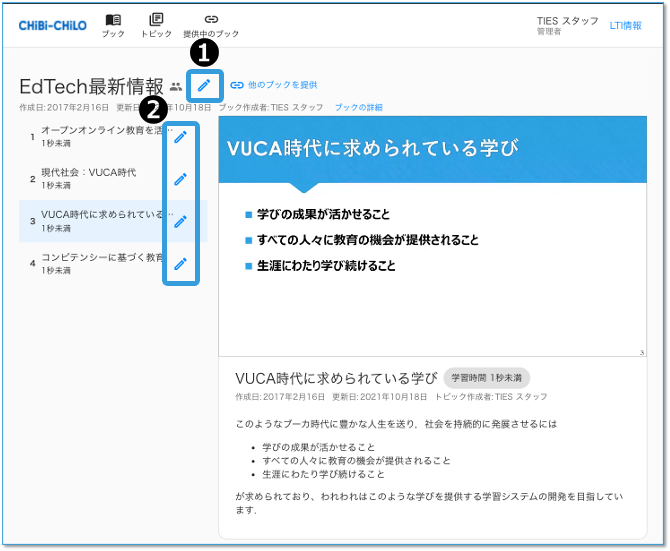 CHiBi-CHiLO
ブック
トピック
提供中のブック
TIES スタッフ
管理者
LTI情報
1
EdTech最新情報
他のブックを提供
作成日: 2017年2月16日 更新日: 2 年10月18日 ブック作成者: TIES スタッフ ブックの詳細
2
1 オープンオンライン教育を活…
1秒未満
2 現代社会：VUCA時代
1秒未満
3 VUCA時代に求められている…
1秒未満
4 コンピテンシーに基づく教育
1秒未満
VUCA時代に求められている学び
学びの成果が活かせること
すべての人々に教育の機会が提供されること
生涯にわたり学び続けること
3
VUCA時代に求められている学び 学習時間 1秒未満
作成日: 2017年2月16日 更新日: 2021年10月18日 トピック作成者: TIES スタッフ
このようなブーカ時代に豊かな人生を送り，社会を持続的に発展させるには
• 学びの成果が活かせること
• すべての人々に教育の機会が提供されること
• 生涯にわたり学び続けること
が求められており、われわれはこのような学びを提供する学習システムの開発を目指してい
ます．